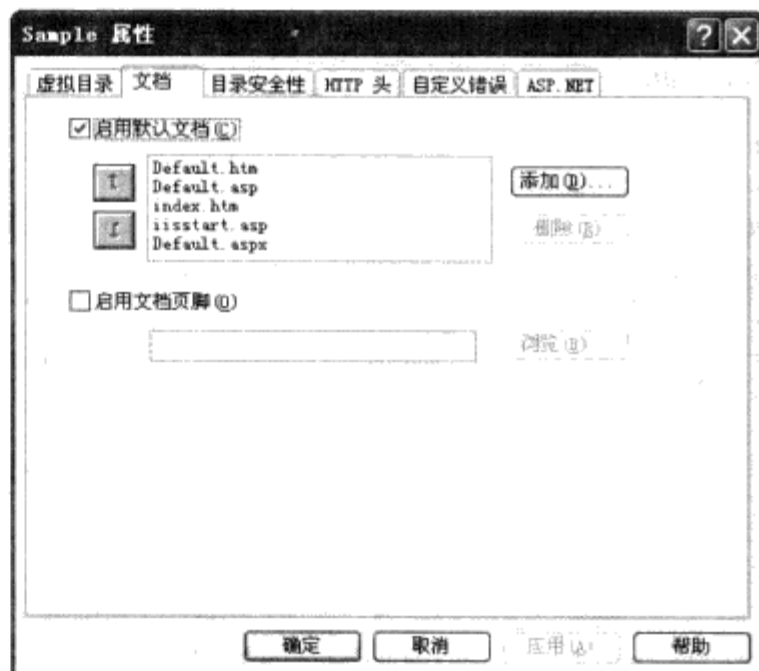 Sample 属性
虚拟目录 文档 目录安全性 HTTP 头 自定义错误 ASP.NET
启用默认文档(C)
Default.htm
Default.asp
index.htm
iisstart.asp
Default.aspx
添加(D)...
删除(E)
启用文档页脚(O)
浏览(B)
确定 取消 应用(A) 帮助